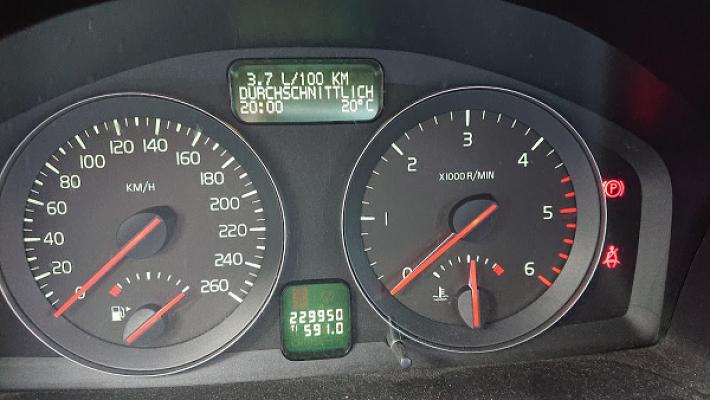 3.7 L/100 KM
DURCHSCHNITTLICH
20:00 20°C
0 20 40 60 80 100 120 140 160 180 200 220 240 260
KM/H
0 1 2 3 4 5 6
X1000R/MIN
P
229950
T1 591.0